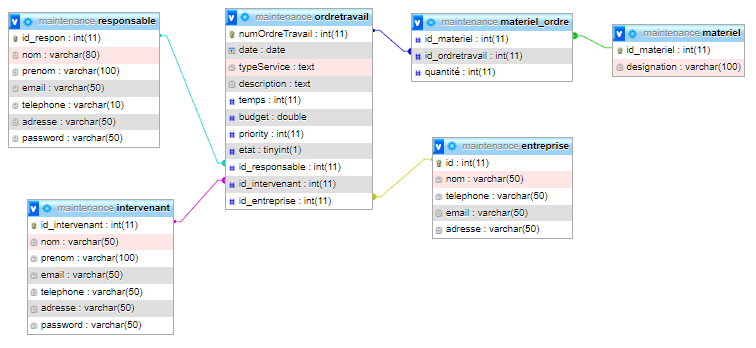 maintenance responsable
id_respon : int(11)
nom : varchar(80)
prenom : varchar(100)
email : varchar(50)
telephone : varchar(10)
adresse : varchar(50)
password : varchar(50)
maintenance ordretravail
numOrdreTravail : int(11)
date : date
typeService : text
description : text
temps : int(11)
budget : double
priority : int(11)
etat : tinyint(1)
id_responsable : int(11)
id_intervenant : int(11)
id_entreprise : int(11)
maintenance materiel_ordre
id_materiel : int(11)
id_ordretravail : int(11)
quantité : int(11)
maintenance materiel
id_materiel : int(11)
designation : varchar(100)
maintenance entreprise
id : int(11)
nom : varchar(50)
telephone : varchar(50)
email : varchar(50)
adresse : varchar(50)
maintenance intervenant
id_intervenant : int(11)
nom : varchar(50)
prenom : varchar(100)
email : varchar(50)
telephone : varchar(50)
adresse : varchar(50)
password : varchar(50)